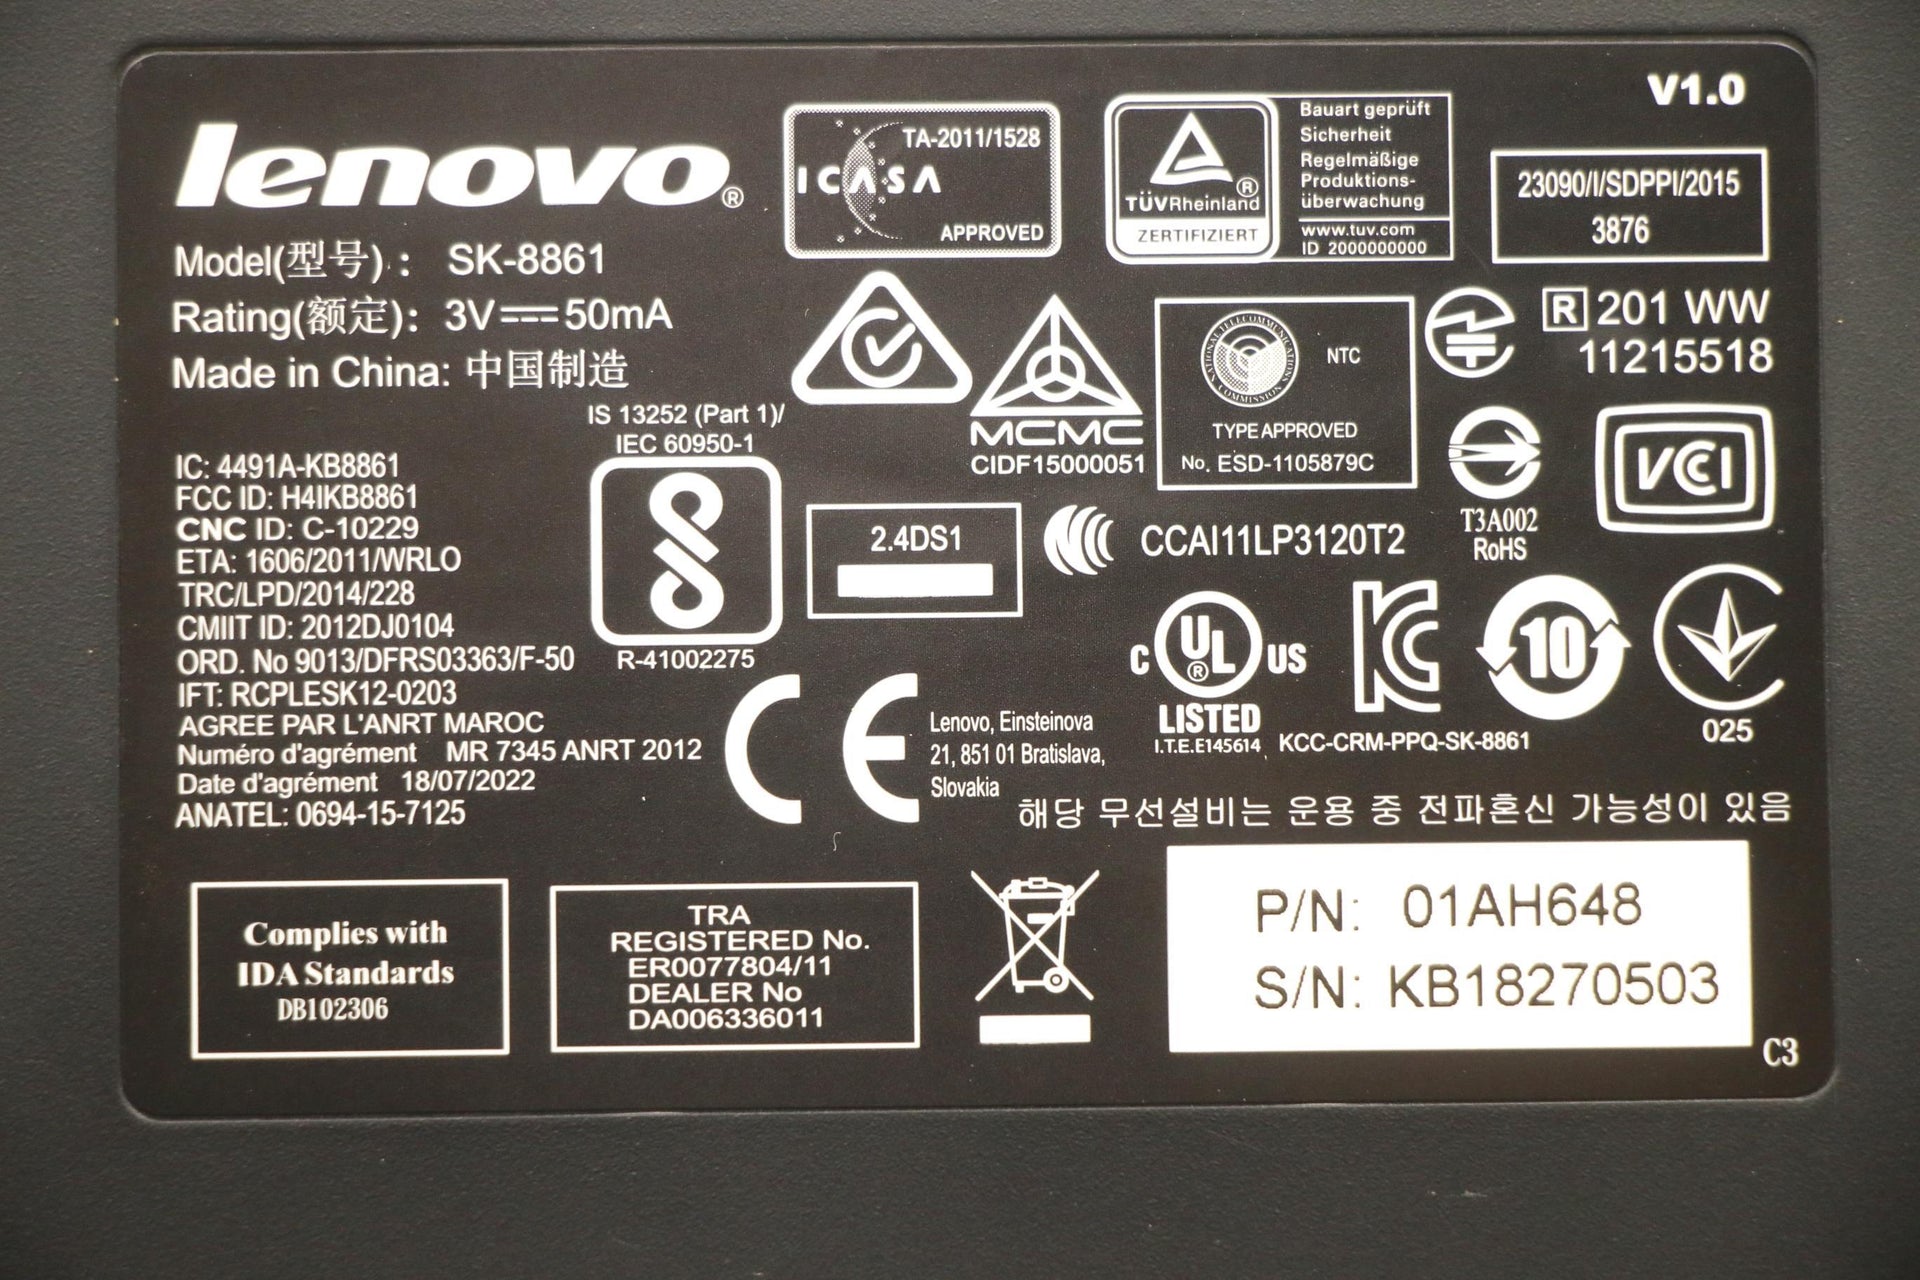 V1.0
lenovo®
Model(型号)：SK-8861
Rating(额定)：3V⎓50mA
Made in China: 中国制造
TA-2011/1528
ICASA
APPROVED
TÜVRheinland®
ZERTIFIZIERT
Bauart geprüft
Sicherheit
Regelmäßige
Produktions-
überwachung
www.tuv.com
ID 2000000000
23090/I/SDPPI/2015
3876
MCMC
CIDF15000051
NATIONAL TELECOMMUNICATIONS COMMISSION
NTC
TYPE APPROVED
No. ESD-1105879C
R 201 WW
11215518
IS 13252 (Part 1)/
IEC 60950-1
R-41002275
IC: 4491A-KB8861
FCC ID: H4IKB8861
CNC ID: C-10229
ETA: 1606/2011/WRLO
TRC/LPD/2014/228
CMIIT ID: 2012DJ0104
ORD. No 9013/DFRS03363/F-50
IFT: RCPLESK12-0203
AGREE PAR L'ANRT MAROC
Numéro d'agrément MR 7345 ANRT 2012
Date d'agrément 18/07/2022
ANATEL: 0694-15-7125
2.4DS1
CCAI11LP3120T2
T3A002
RoHS
VCCI
C UL® US
LISTED
I.T.E.E145614
KC
KCC-CRM-PPQ-SK-8861
10
025
CE
Lenovo, Einsteinova
21, 851 01 Bratislava,
Slovakia
해당 무선설비는 운용 중 전파혼신 가능성이 있음
Complies with
IDA Standards
DB102306
TRA
REGISTERED No.
ER0077804/11
DEALER No
DA006336011
P/N: 01AH648
S/N: KB18270503
C3